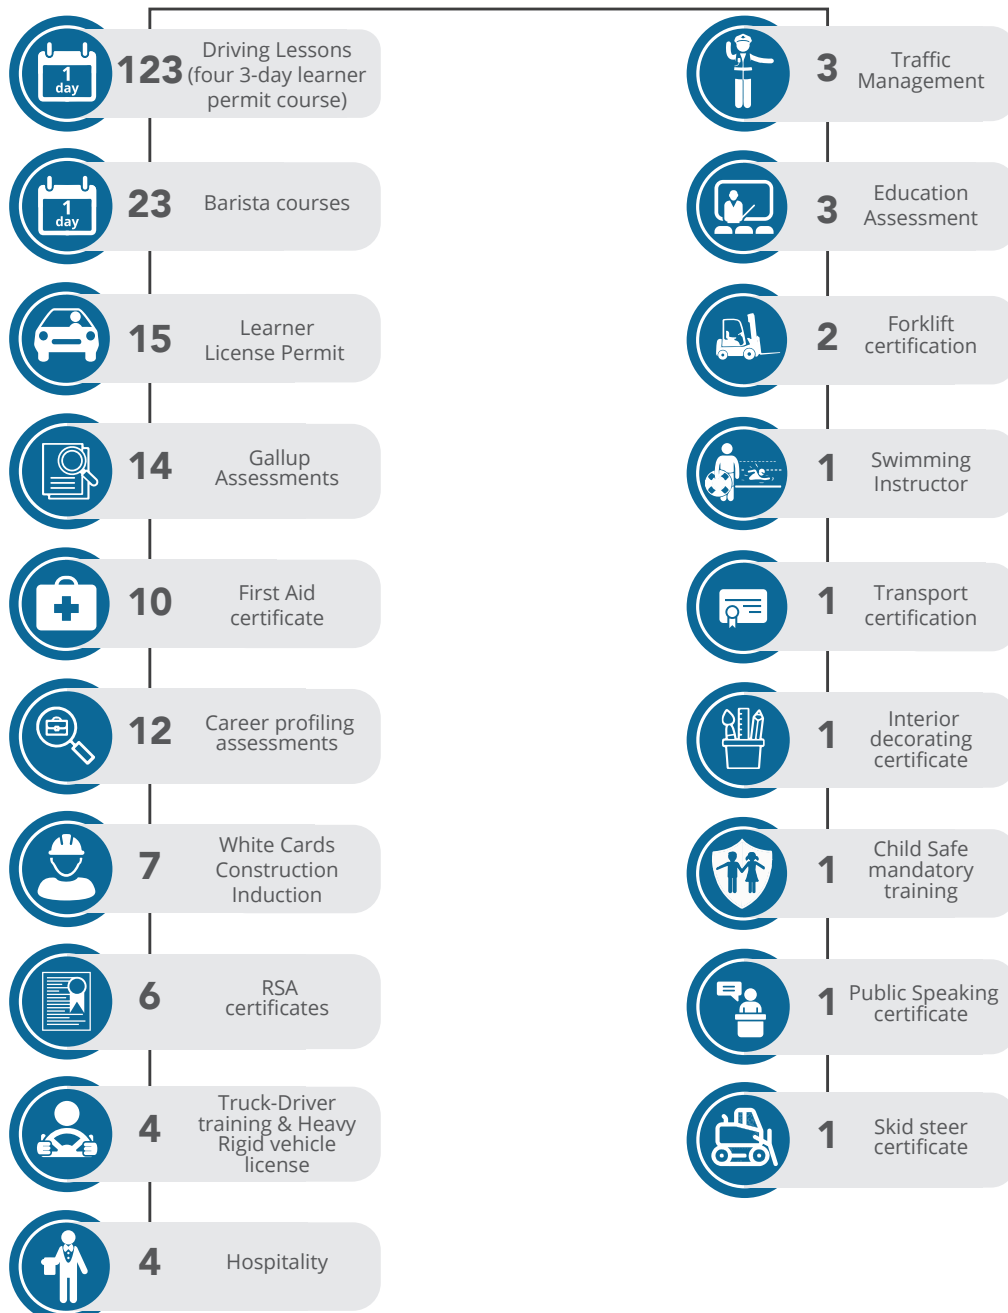 1
day
123
Driving Lessons
(four 3-day learner
permit course)
1
day
23
Barista courses
15
Learner
License Permit
14
Gallup
Assessments
10
First Aid
certificate
12
Career profiling
assessments
7
White Cards
Construction
Induction
6
RSA
certificates
4
Truck-Driver
training & Heavy
Rigid vehicle
license
4
Hospitality
3
Traffic
Management
3
Education
Assessment
2
Forklift
certification
1
Swimming
Instructor
1
Transport
certification
1
Interior
decorating
certificate
1
Child Safe
mandatory
training
1
Public Speaking
certificate
1
Skid steer
certificate